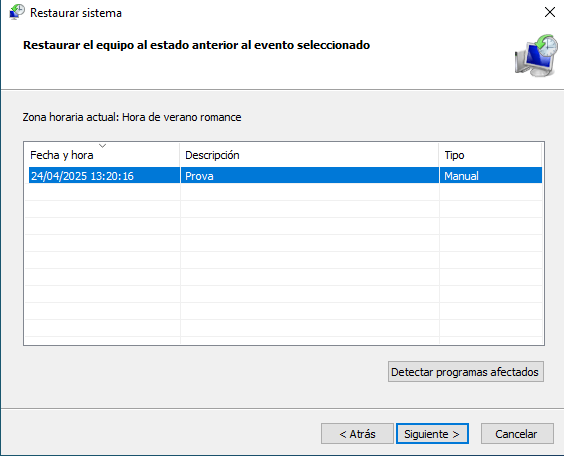 Restaurar sistema
Restaurar el equipo al estado anterior al evento seleccionado
Zona horaria actual: Hora de verano romance
Fecha y hora Descripción Tipo
24/04/2025 13:20:16 Prova Manual
Detectar programas afectados
< Atrás Siguiente > Cancelar